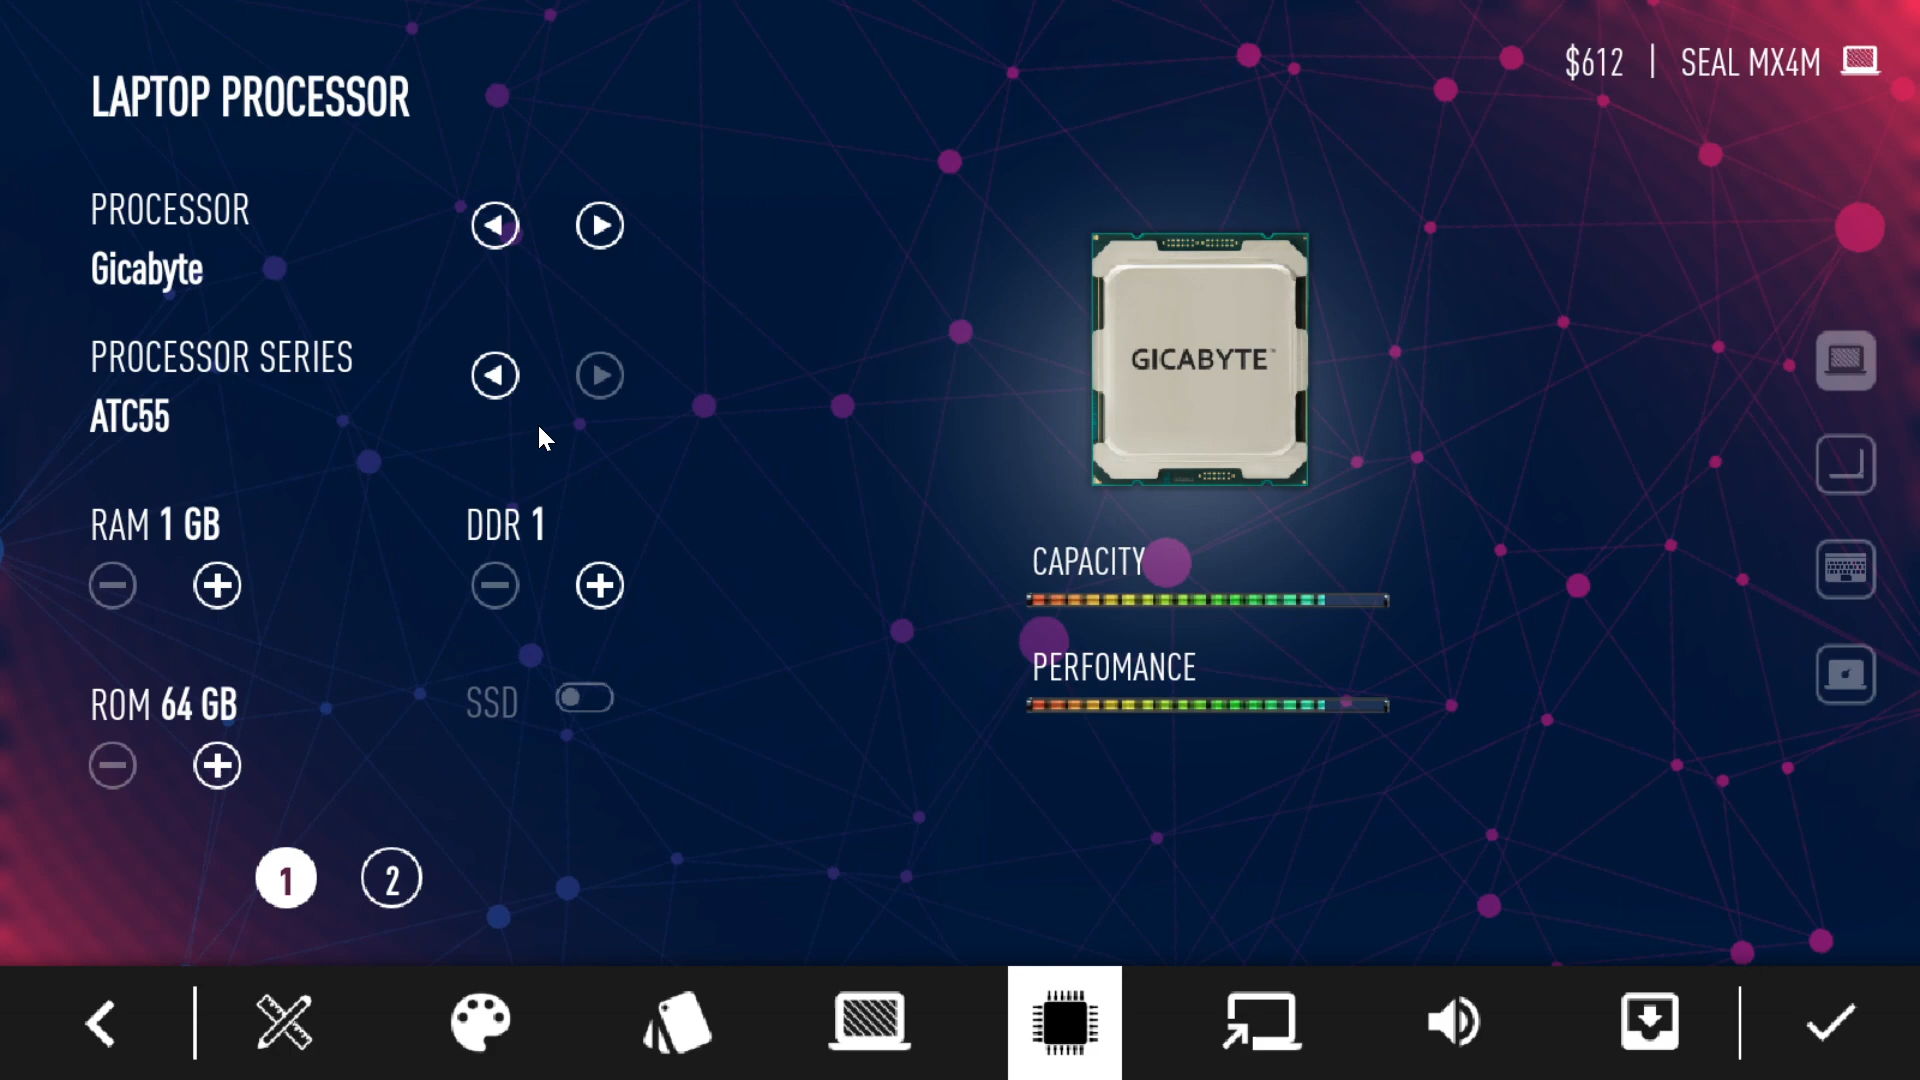 LAPTOP PROCESSOR
$612 | SEAL MX4M
PROCESSOR
Gicabyte
PROCESSOR SERIES
ATC55
RAM 1 GB
DDR 1
ROM 64 GB
SSD
1
2
GICABYTE™
CAPACITY
PERFOMANCE